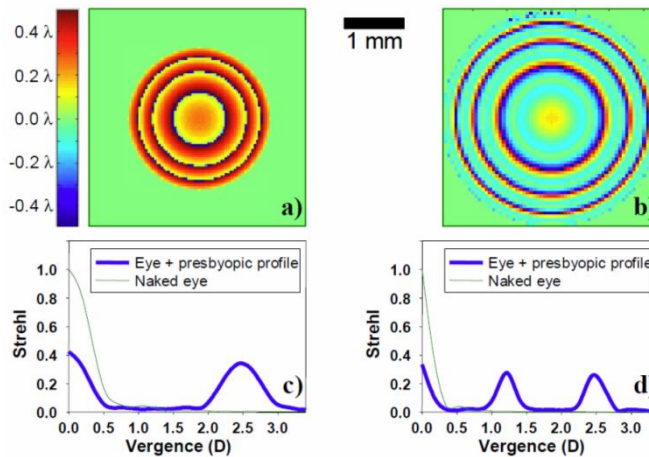 0.4 λ
0.2 λ
0.0 λ
-0.2 λ
-0.4 λ
a)
1 mm
b)
Strehl
1.0
0.8
0.6
0.4
0.2
0.0
Eye + presbyopic profile
Naked eye
c)
0.0 0.5 1.0 1.5 2.0 2.5 3.0
Vergence (D)
Strehl
1.0
0.8
0.6
0.4
0.2
0.0
Eye + presbyopic profile
Naked eye
d)
0.0 0.5 1.0 1.5 2.0 2.5 3.0
Vergence (D)